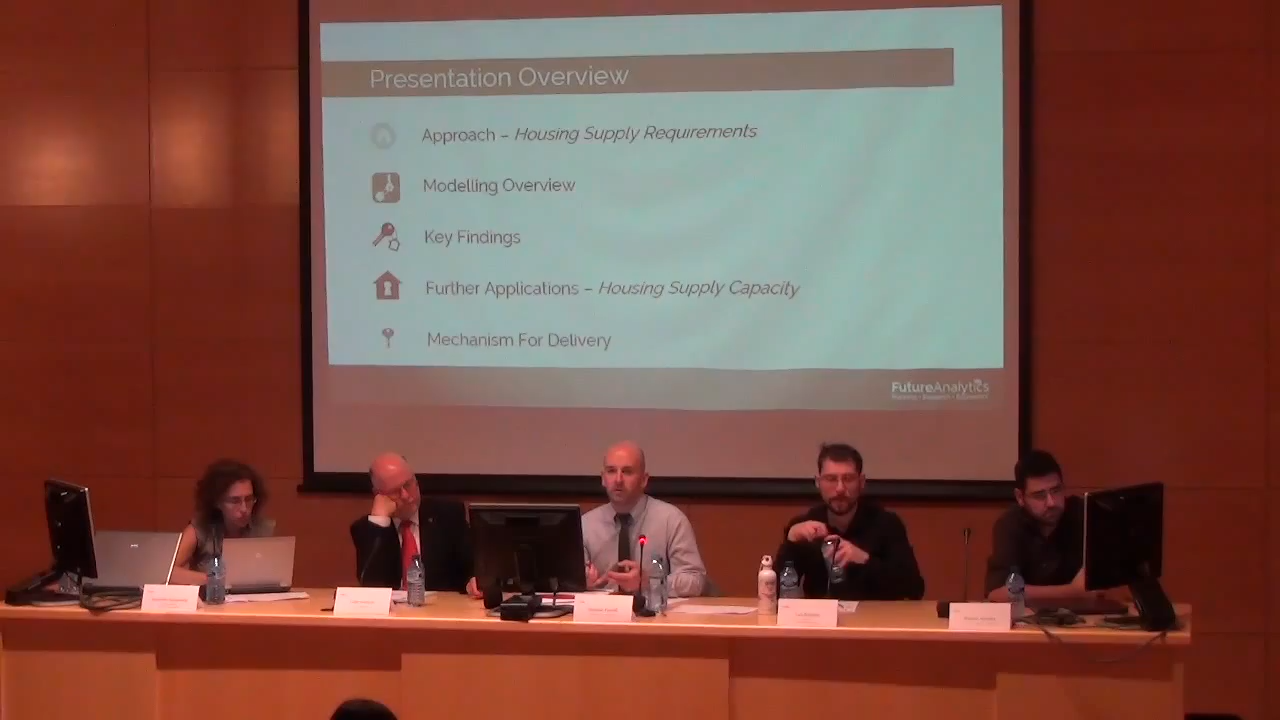 Presentation Overview
Approach – Housing Supply Requirements
Modelling Overview
Key Findings
Further Applications – Housing Supply Capacity
Mechanism For Delivery
FutureAnalytics